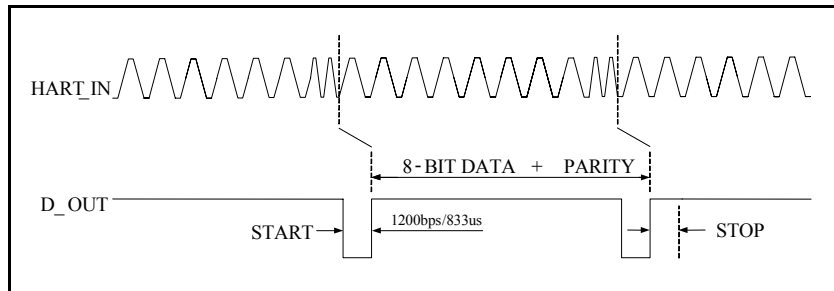 HART_IN
8-BIT DATA + PARITY
D_OUT
START
1200bps/833us
STOP